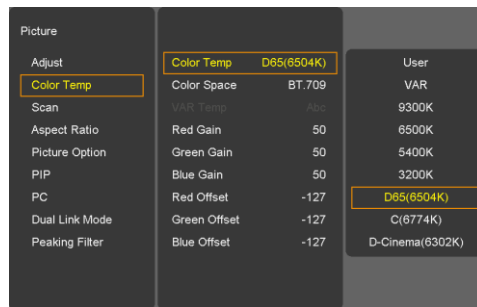 Picture
Adjust
Color Temp
Scan
Aspect Ratio
Picture Option
PIP
PC
Dual Link Mode
Peaking Filter
Color Temp D65(6504K)
Color Space BT.709
VAR Temp Abc
Red Gain 50
Green Gain 50
Blue Gain 50
Red Offset -127
Green Offset -127
Blue Offset -127
User
VAR
9300K
6500K
5400K
3200K
D65(6504K)
C(6774K)
D-Cinema(6302K)